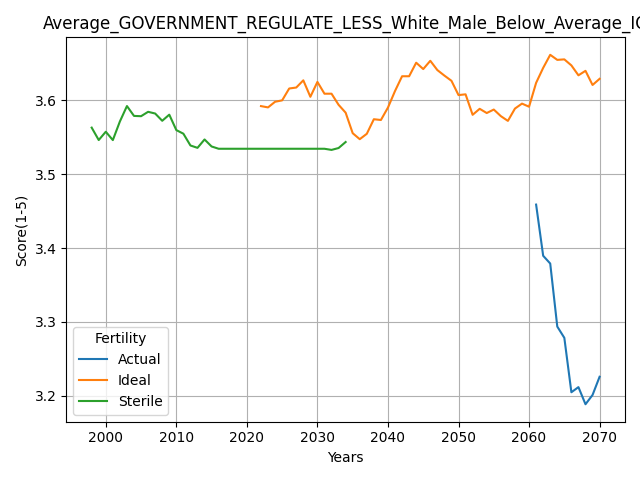 Average_GOVERNMENT_REGULATE_LESS_White_Male_Below_Average_IQ
Score(1-5)
3.6
3.5
3.4
3.3
3.2
Fertility
Actual
Ideal
Sterile
2000 2010 2020 2030 2040 2050 2060 2070
Years